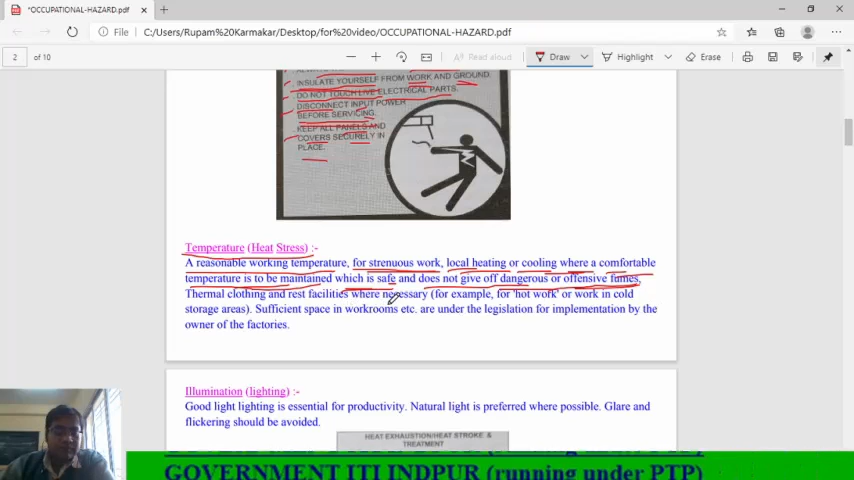 *OCCUPATIONAL-HAZARD.pdf
File
C:/Users/Rupam%20Karmakar/Desktop/for%20video/OCCUPATIONAL-HAZARD.pdf
2 of 10
Read aloud
Draw
Highlight
Erase
INSULATE YOURSELF FROM WORK AND GROUND.
DO NOT TOUCH LIVE ELECTRICAL PARTS.
DISCONNECT INPUT POWER
BEFORE SERVICING.
KEEP ALL PANELS AND
COVERS SECURELY IN
PLACE.
Temperature (Heat Stress) :-
A reasonable working temperature, for strenuous work, local heating or cooling where a comfortable
temperature is to be maintained which is safe and does not give off dangerous or offensive fumes,
Thermal clothing and rest facilities where necessary (for example, for 'hot work' or work in cold
storage areas). Sufficient space in workrooms etc. are under the legislation for implementation by the
owner of the factories.
Illumination (lighting) :-
Good light lighting is essential for productivity. Natural light is preferred where possible. Glare and
flickering should be avoided.
HEAT EXHAUSTION/HEAT STROKE &
TREATMENT
GOVERNMENT ITI INDPUR (running under PTP)